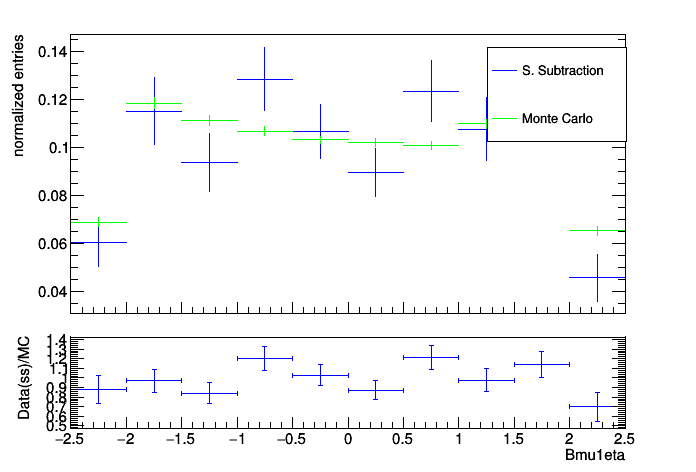 normalized entries
0.14
0.12
0.1
0.08
0.06
0.04
S. Subtraction
Monte Carlo
Data(ss)/MC
1.4
1.3
1.2
1.1
1
0.9
0.8
0.7
0.6
0.5
−2.5 −2 −1.5 −1 −0.5 0 0.5 1 1.5 2 2.5
Bmu1eta